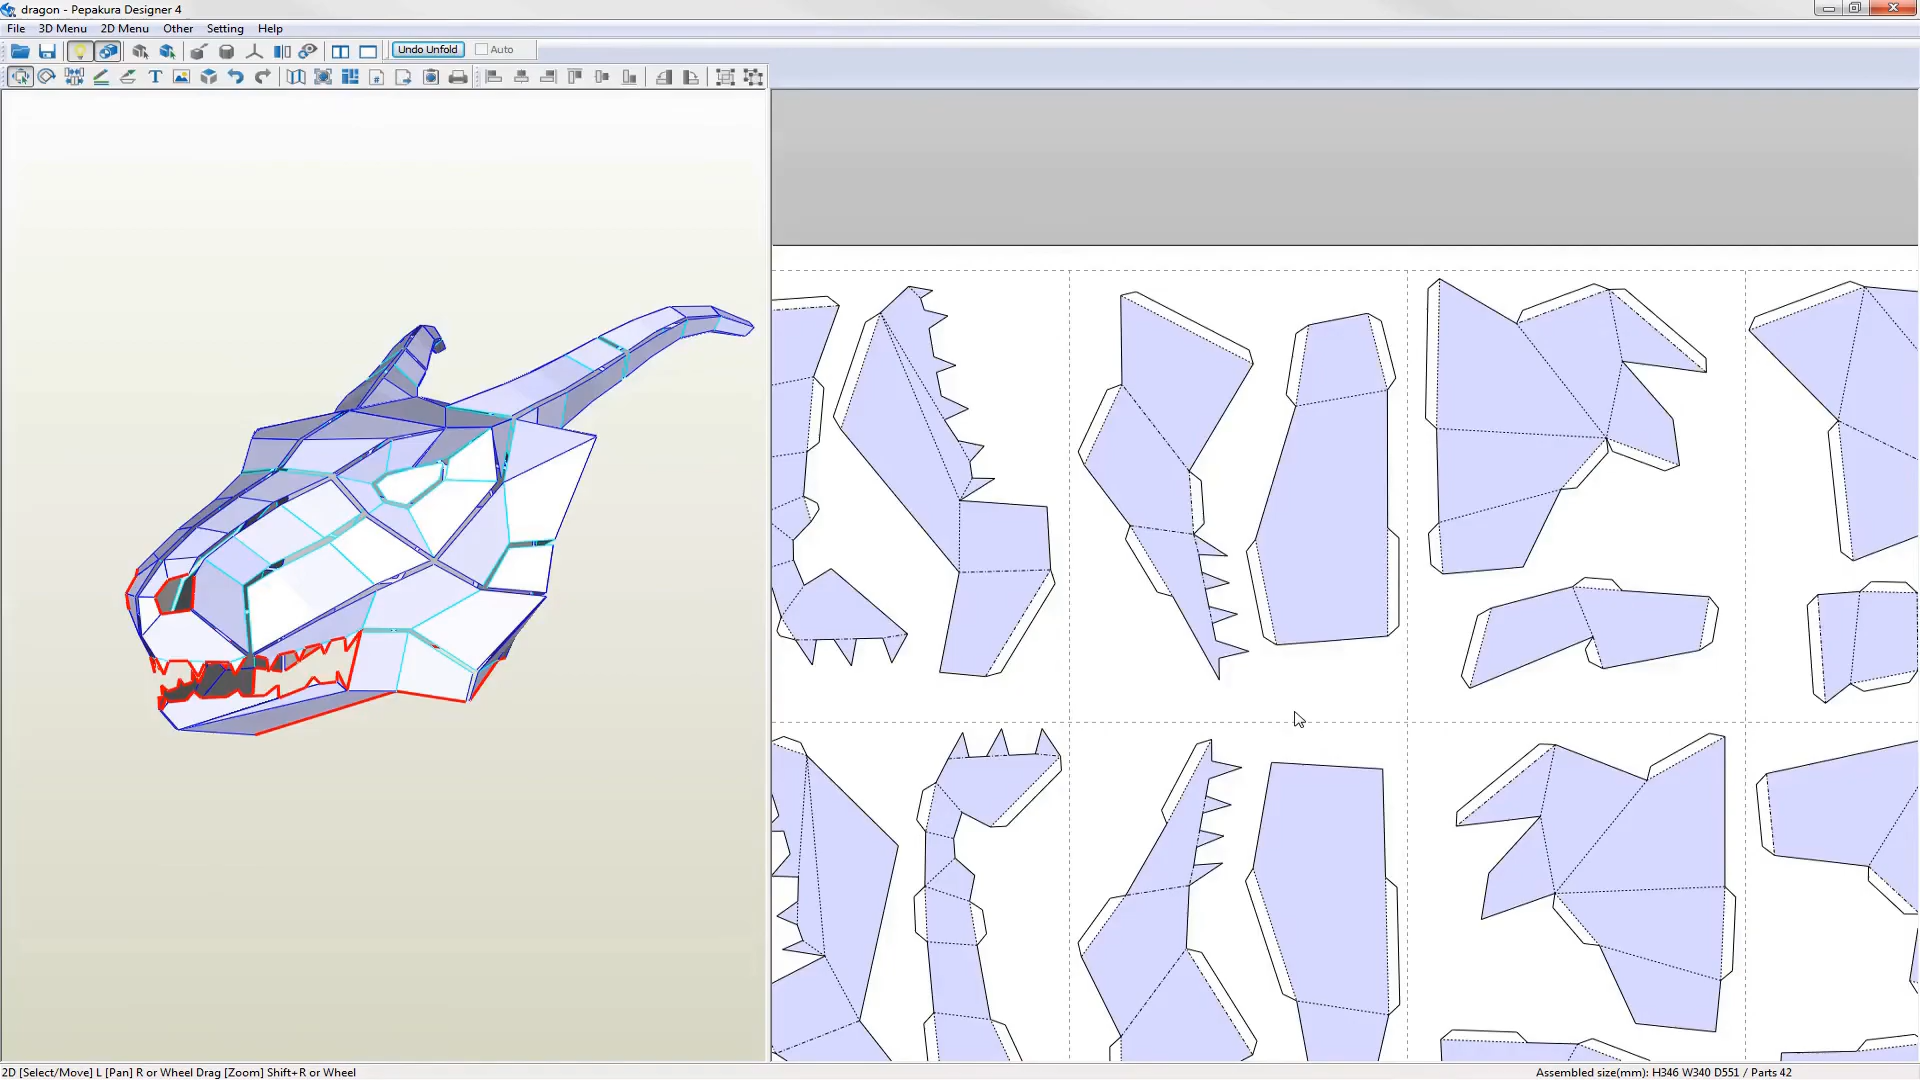 dragon - Pepakura Designer 4
File 3D Menu 2D Menu Other Setting Help
Undo Unfold Auto
2D [Select/Move] L [Pan] R or Wheel Drag [Zoom] Shift+R or Wheel
Assembled size(mm): H346 W340 D551 / Parts 42